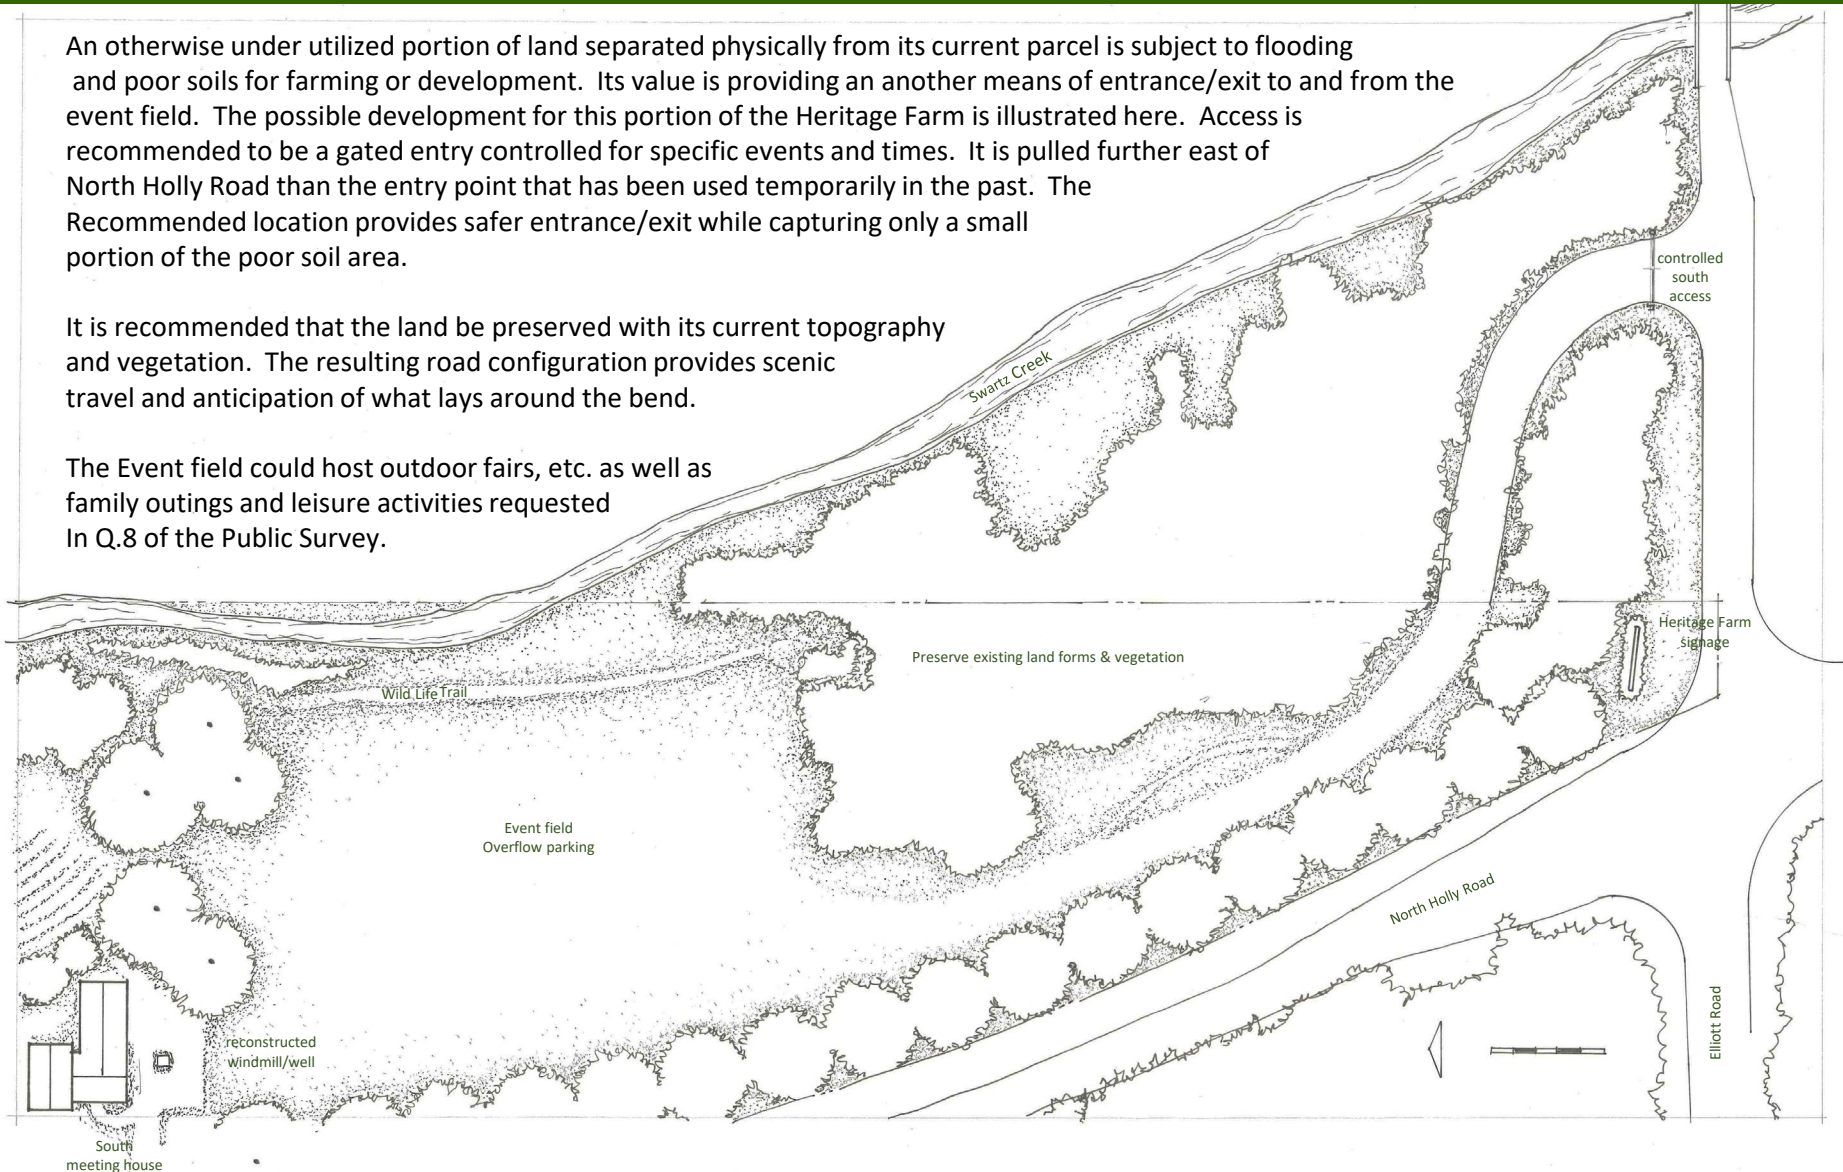 An otherwise under utilized portion of land separated physically from its current parcel is subject to flooding
and poor soils for farming or development. Its value is providing an another means of entrance/exit to and from the
event field. The possible development for this portion of the Heritage Farm is illustrated here. Access is
recommended to be a gated entry controlled for specific events and times. It is pulled further east of
North Holly Road than the entry point that has been used temporarily in the past. The
Recommended location provides safer entrance/exit while capturing only a small
portion of the poor soil area.
It is recommended that the land be preserved with its current topography
and vegetation. The resulting road configuration provides scenic
travel and anticipation of what lays around the bend.
The Event field could host outdoor fairs, etc. as well as
family outings and leisure activities requested
In Q.8 of the Public Survey.
controlled
south
access
Swartz Creek
Heritage Farm
signage
Preserve existing land forms & vegetation
Wild Life Trail
Event field
Overflow parking
North Holly Road
Elliott Road
reconstructed
windmill/well
South
meeting house